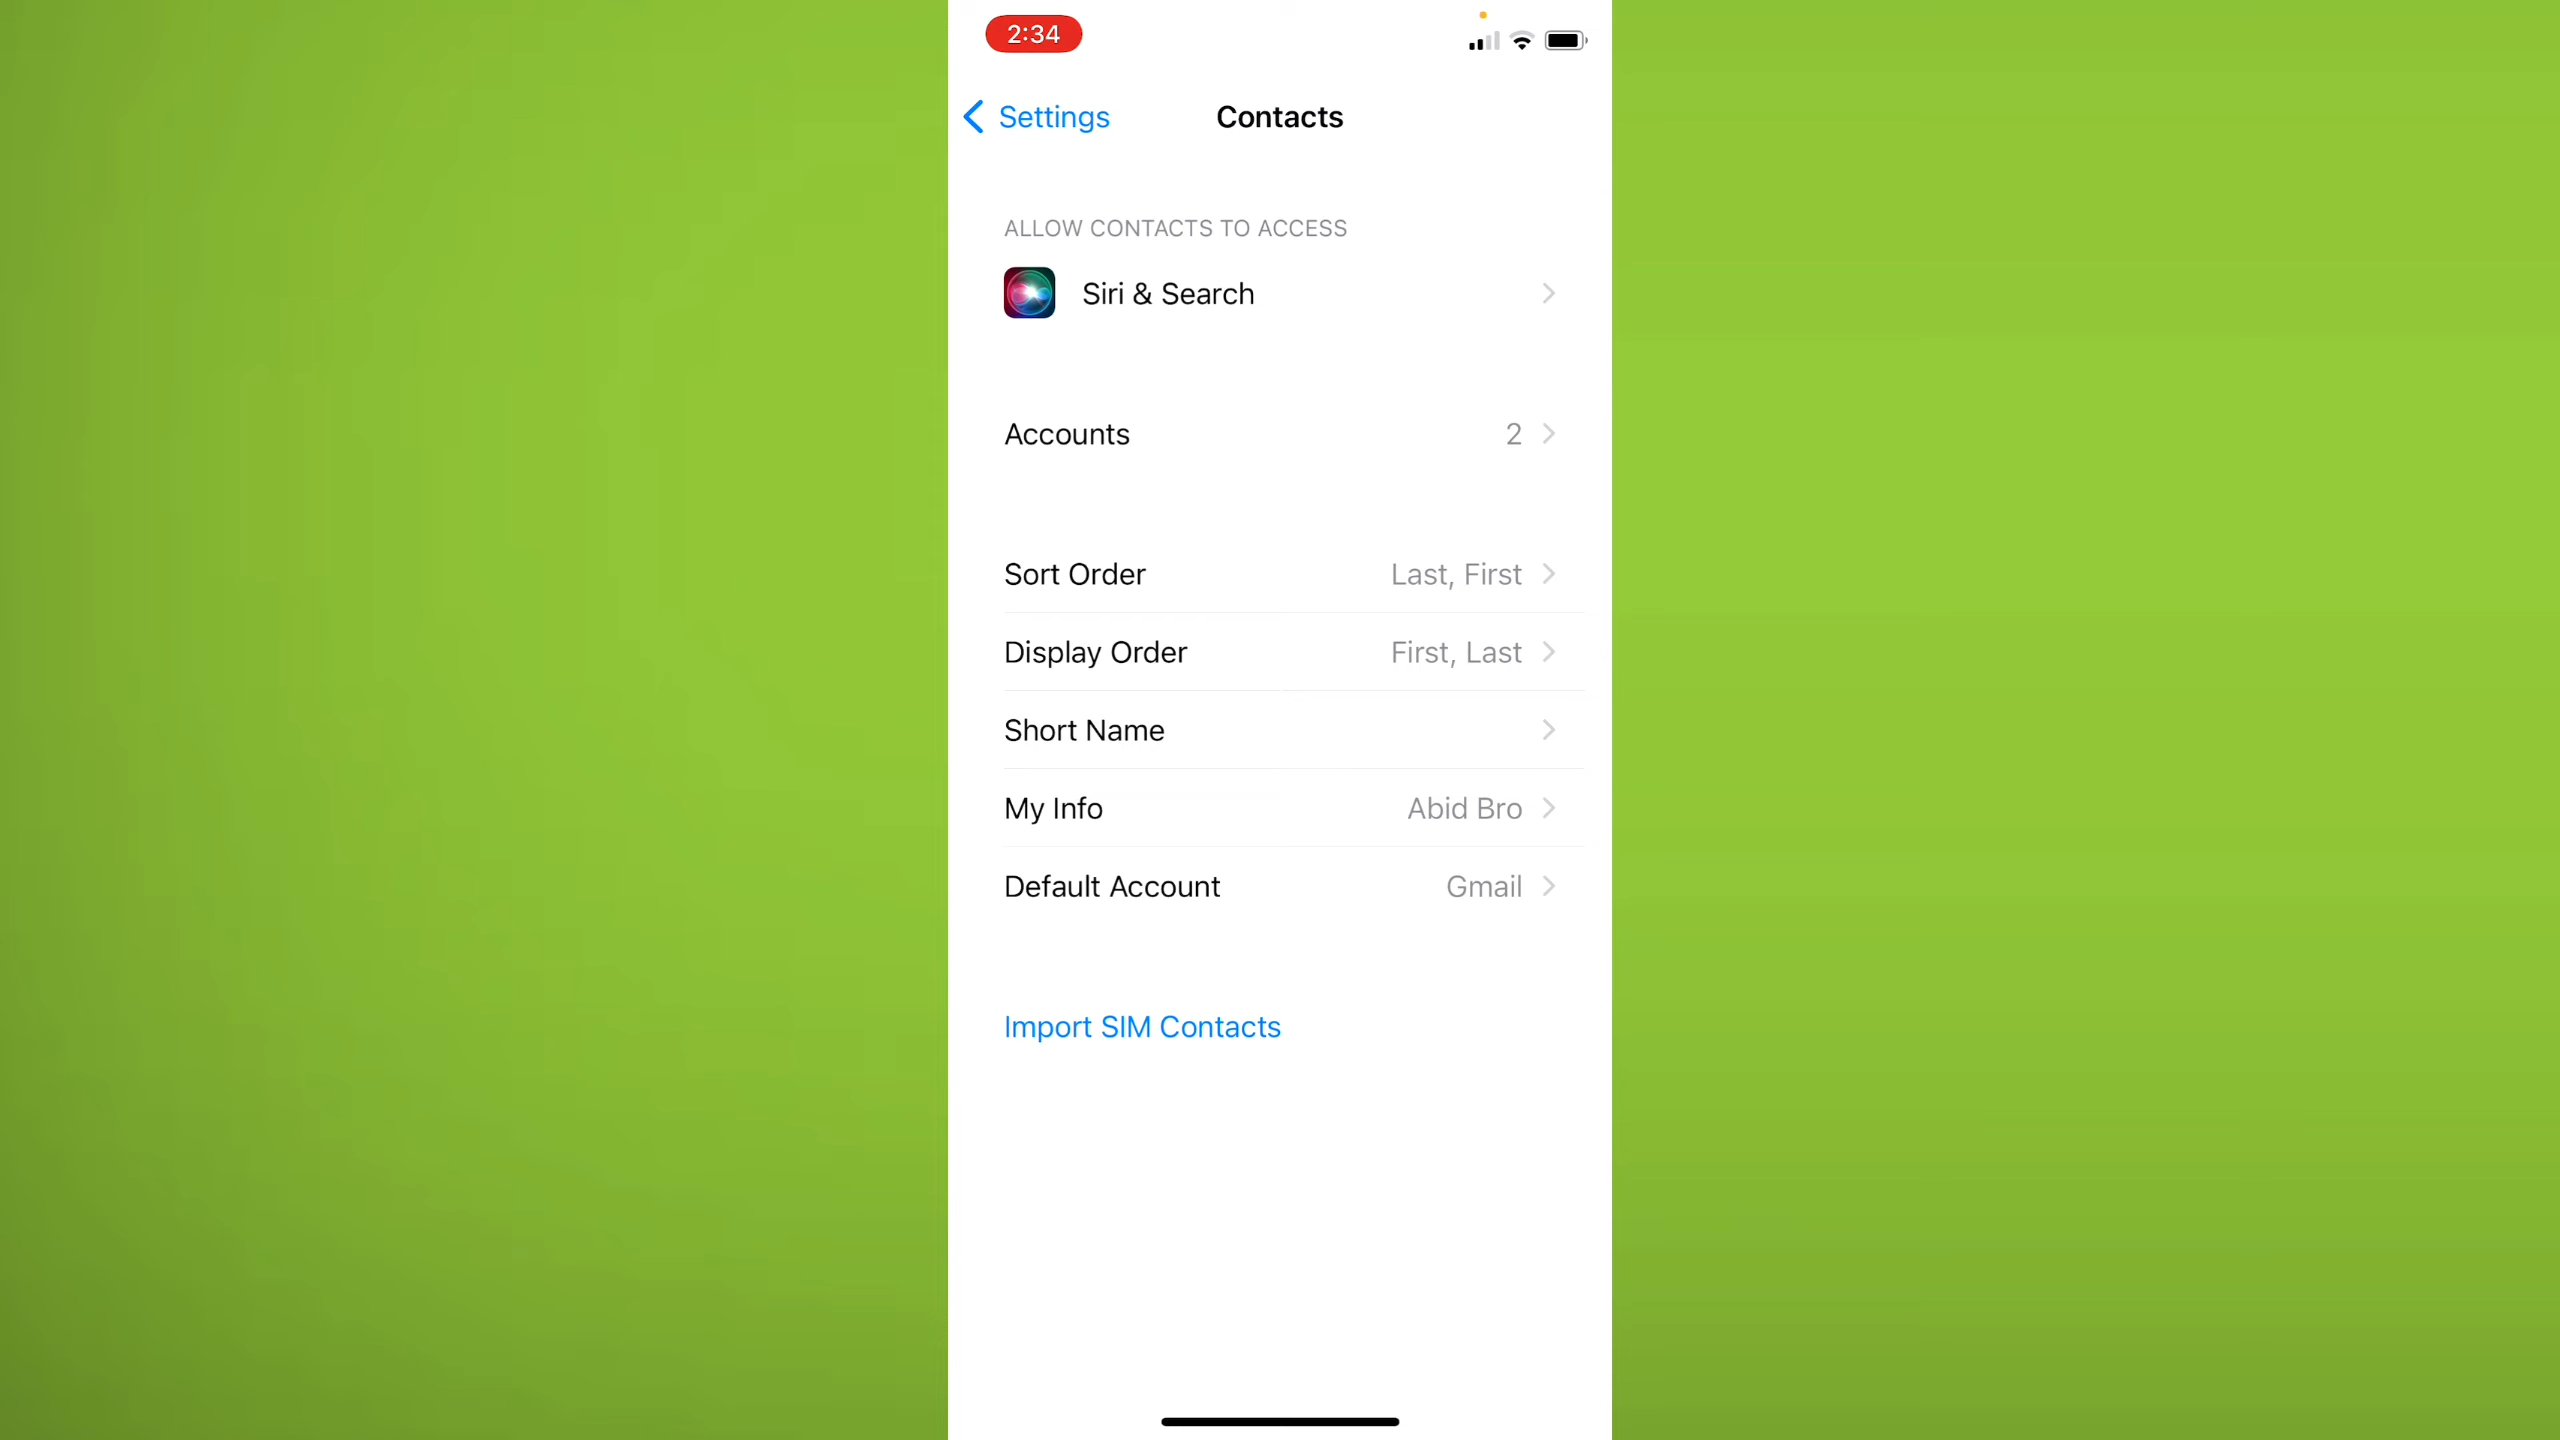 2:34
Settings
Contacts
ALLOW CONTACTS TO ACCESS
Siri & Search
Accounts 2
Sort Order Last, First
Display Order First, Last
Short Name
My Info Abid Bro
Default Account Gmail
Import SIM Contacts